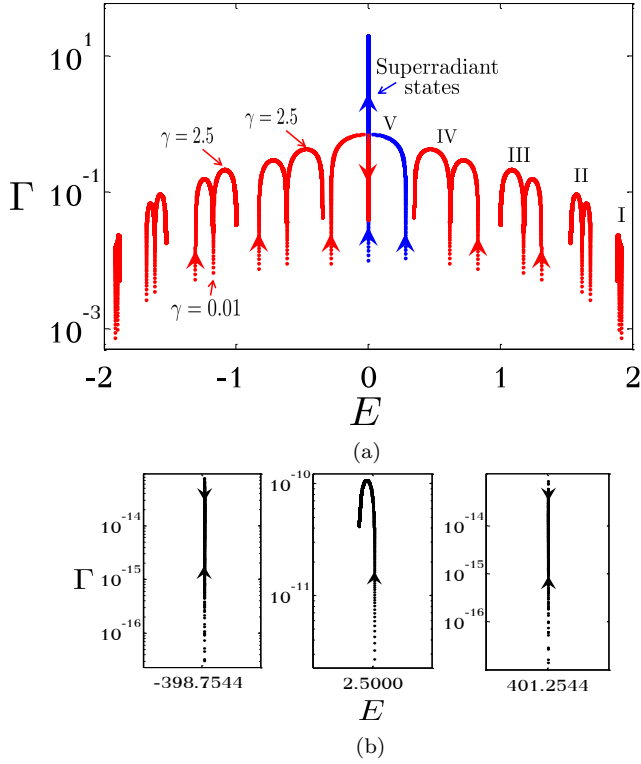 10^1
10^-1
10^-3
Γ
Superradiant
states
γ = 2.5
γ = 2.5
γ = 0.01
V
IV
III
II
I
-2
-1
0
1
2
E
(a)
10^-14
10^-15
10^-16
Γ
-398.7544
10^-10
10^-11
2.5000
10^-14
10^-15
10^-16
401.2544
E
(b)